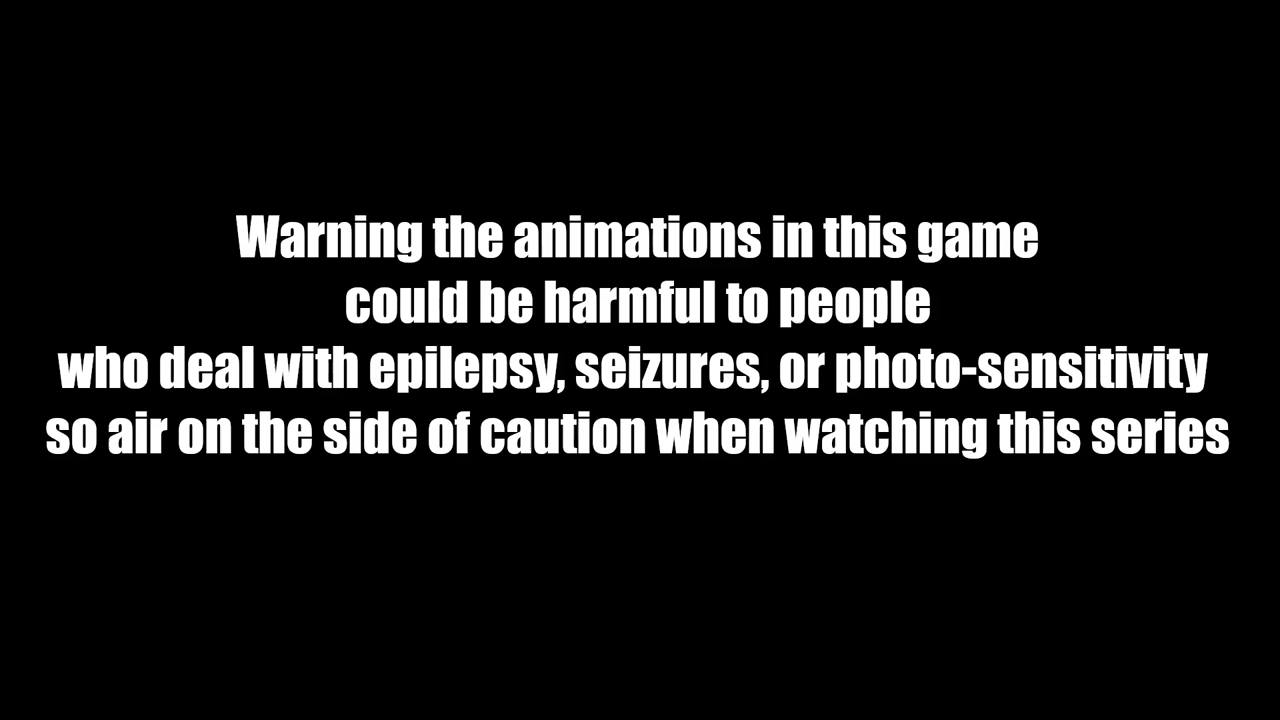 Warning the animations in this game
could be harmful to people
who deal with epilepsy, seizures, or photo-sensitivity
so air on the side of caution when watching this series